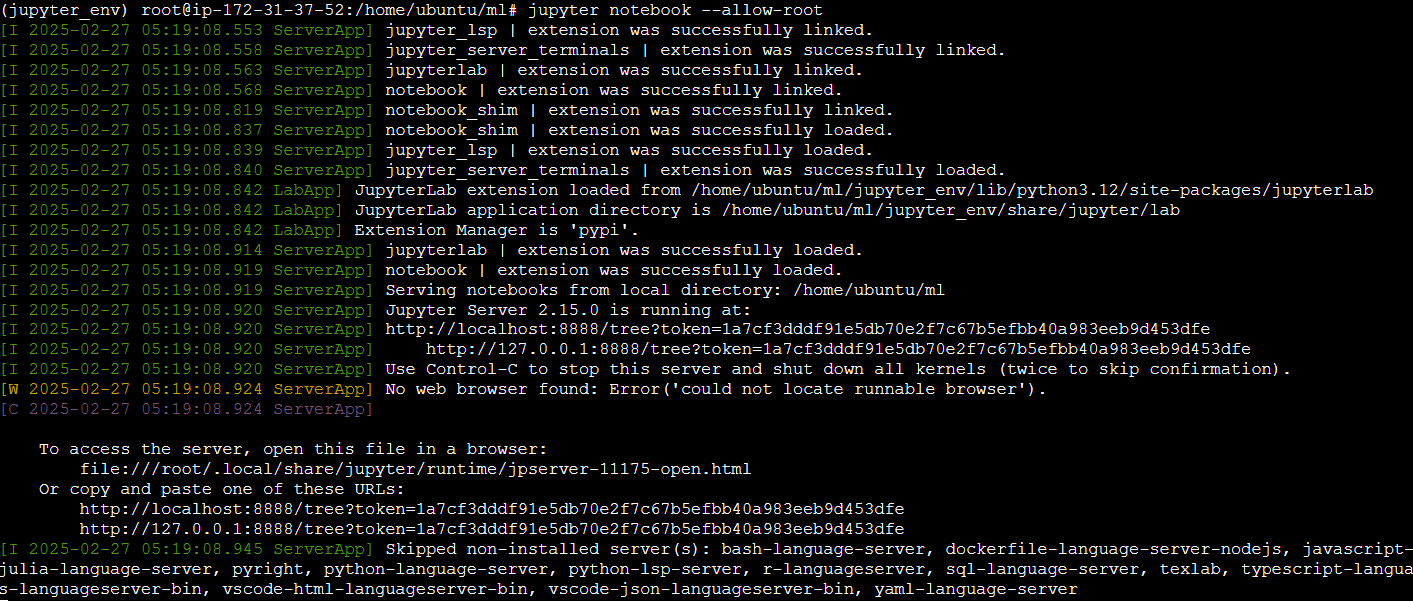 (jupyter_env) root@ip-172-31-37-52:/home/ubuntu/ml# jupyter notebook --allow-root
[I 2025-02-27 05:19:08.553 ServerApp] jupyter_lsp | extension was successfully linked.
[I 2025-02-27 05:19:08.558 ServerApp] jupyter_server_terminals | extension was successfully linked.
[I 2025-02-27 05:19:08.563 ServerApp] jupyterlab | extension was successfully linked.
[I 2025-02-27 05:19:08.568 ServerApp] notebook | extension was successfully linked.
[I 2025-02-27 05:19:08.819 ServerApp] notebook_shim | extension was successfully linked.
[I 2025-02-27 05:19:08.837 ServerApp] notebook_shim | extension was successfully loaded.
[I 2025-02-27 05:19:08.839 ServerApp] jupyter_lsp | extension was successfully loaded.
[I 2025-02-27 05:19:08.840 ServerApp] jupyter_server_terminals | extension was successfully loaded.
[I 2025-02-27 05:19:08.842 LabApp] JupyterLab extension loaded from /home/ubuntu/ml/jupyter_env/lib/python3.12/site-packages/jupyterlab
[I 2025-02-27 05:19:08.842 LabApp] JupyterLab application directory is /home/ubuntu/ml/jupyter_env/share/jupyter/lab
[I 2025-02-27 05:19:08.842 LabApp] Extension Manager is 'pypi'.
[I 2025-02-27 05:19:08.914 ServerApp] jupyterlab | extension was successfully loaded.
[I 2025-02-27 05:19:08.919 ServerApp] notebook | extension was successfully loaded.
[I 2025-02-27 05:19:08.919 ServerApp] Serving notebooks from local directory: /home/ubuntu/ml
[I 2025-02-27 05:19:08.920 ServerApp] Jupyter Server 2.15.0 is running at:
[I 2025-02-27 05:19:08.920 ServerApp] http://localhost:8888/tree?token=1a7cf3dddf91e5db70e2f7c67b5efbb40a983eeb9d453dfe
[I 2025-02-27 05:19:08.920 ServerApp]     http://127.0.0.1:8888/tree?token=1a7cf3dddf91e5db70e2f7c67b5efbb40a983eeb9d453dfe
[I 2025-02-27 05:19:08.920 ServerApp] Use Control-C to stop this server and shut down all kernels (twice to skip confirmation).
[W 2025-02-27 05:19:08.924 ServerApp] No web browser found: Error('could not locate runnable browser').
[C 2025-02-27 05:19:08.924 ServerApp]
To access the server, open this file in a browser:
file:///root/.local/share/jupyter/runtime/jpserver-11175-open.html
Or copy and paste one of these URLs:
http://localhost:8888/tree?token=1a7cf3dddf91e5db70e2f7c67b5efbb40a983eeb9d453dfe
http://127.0.0.1:8888/tree?token=1a7cf3dddf91e5db70e2f7c67b5efbb40a983eeb9d453dfe
[I 2025-02-27 05:19:08.945 ServerApp] Skipped non-installed server(s): bash-language-server, dockerfile-language-server-nodejs, javascript-
julia-language-server, pyright, python-language-server, python-lsp-server, r-languageserver, sql-language-server, texlab, typescript-langua
s-languageserver-bin, vscode-html-languageserver-bin, vscode-json-languageserver-bin, yaml-language-server